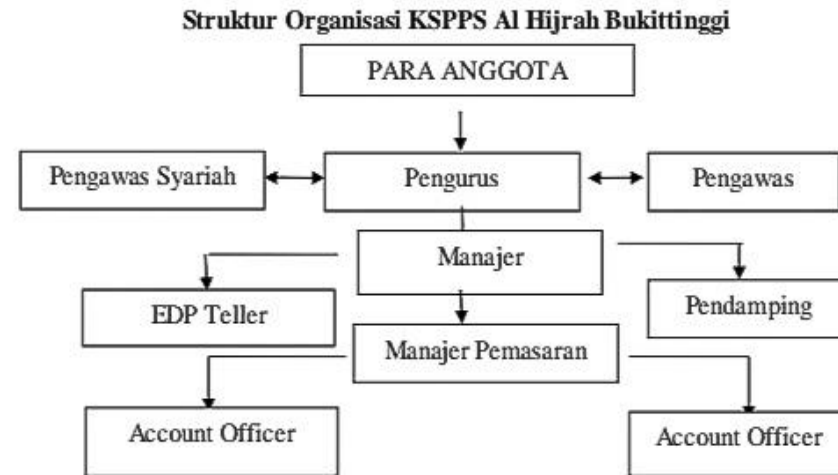 Struktur Organisasi KSPPS Al Hijrah Bukittinggi
PARA ANGGOTA
Pengawas Syariah
Pengurus
Pengawas
Manajer
EDP Teller
Pendamping
Manajer Pemasaran
Account Officer
Account Officer